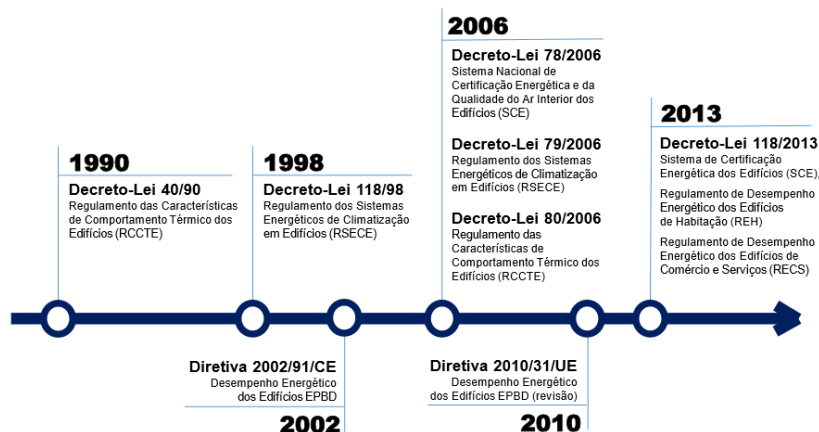 1990
Decreto-Lei 40/90
Regulamento das Características
de Comportamento Térmico dos
Edifícios (RCCTE)
1998
Decreto-Lei 118/98
Regulamento dos Sistemas
Energéticos de Climatização
em Edifícios (RSECE)
2006
Decreto-Lei 78/2006
Sistema Nacional de
Certificação Energética e da
Qualidade do Ar Interior dos
Edifícios (SCE)
Decreto-Lei 79/2006
Regulamento dos Sistemas
Energéticos de Climatização
em Edifícios (RSECE)
Decreto-Lei 80/2006
Regulamento das
Características de
Comportamento Térmico dos
Edifícios (RCCTE)
2013
Decreto-Lei 118/2013
Sistema de Certificação
Energética dos Edifícios (SCE),
Regulamento de Desempenho
Energético dos Edifícios
de Habitação (REH)
Regulamento de Desempenho
Energético dos Edifícios de
Comércio e Serviços (RECS)
Diretiva 2002/91/CE
Desempenho Energético
dos Edifícios EPBD
2002
Diretiva 2010/31/UE
Desempenho Energético
dos Edifícios EPBD (revisão)
2010